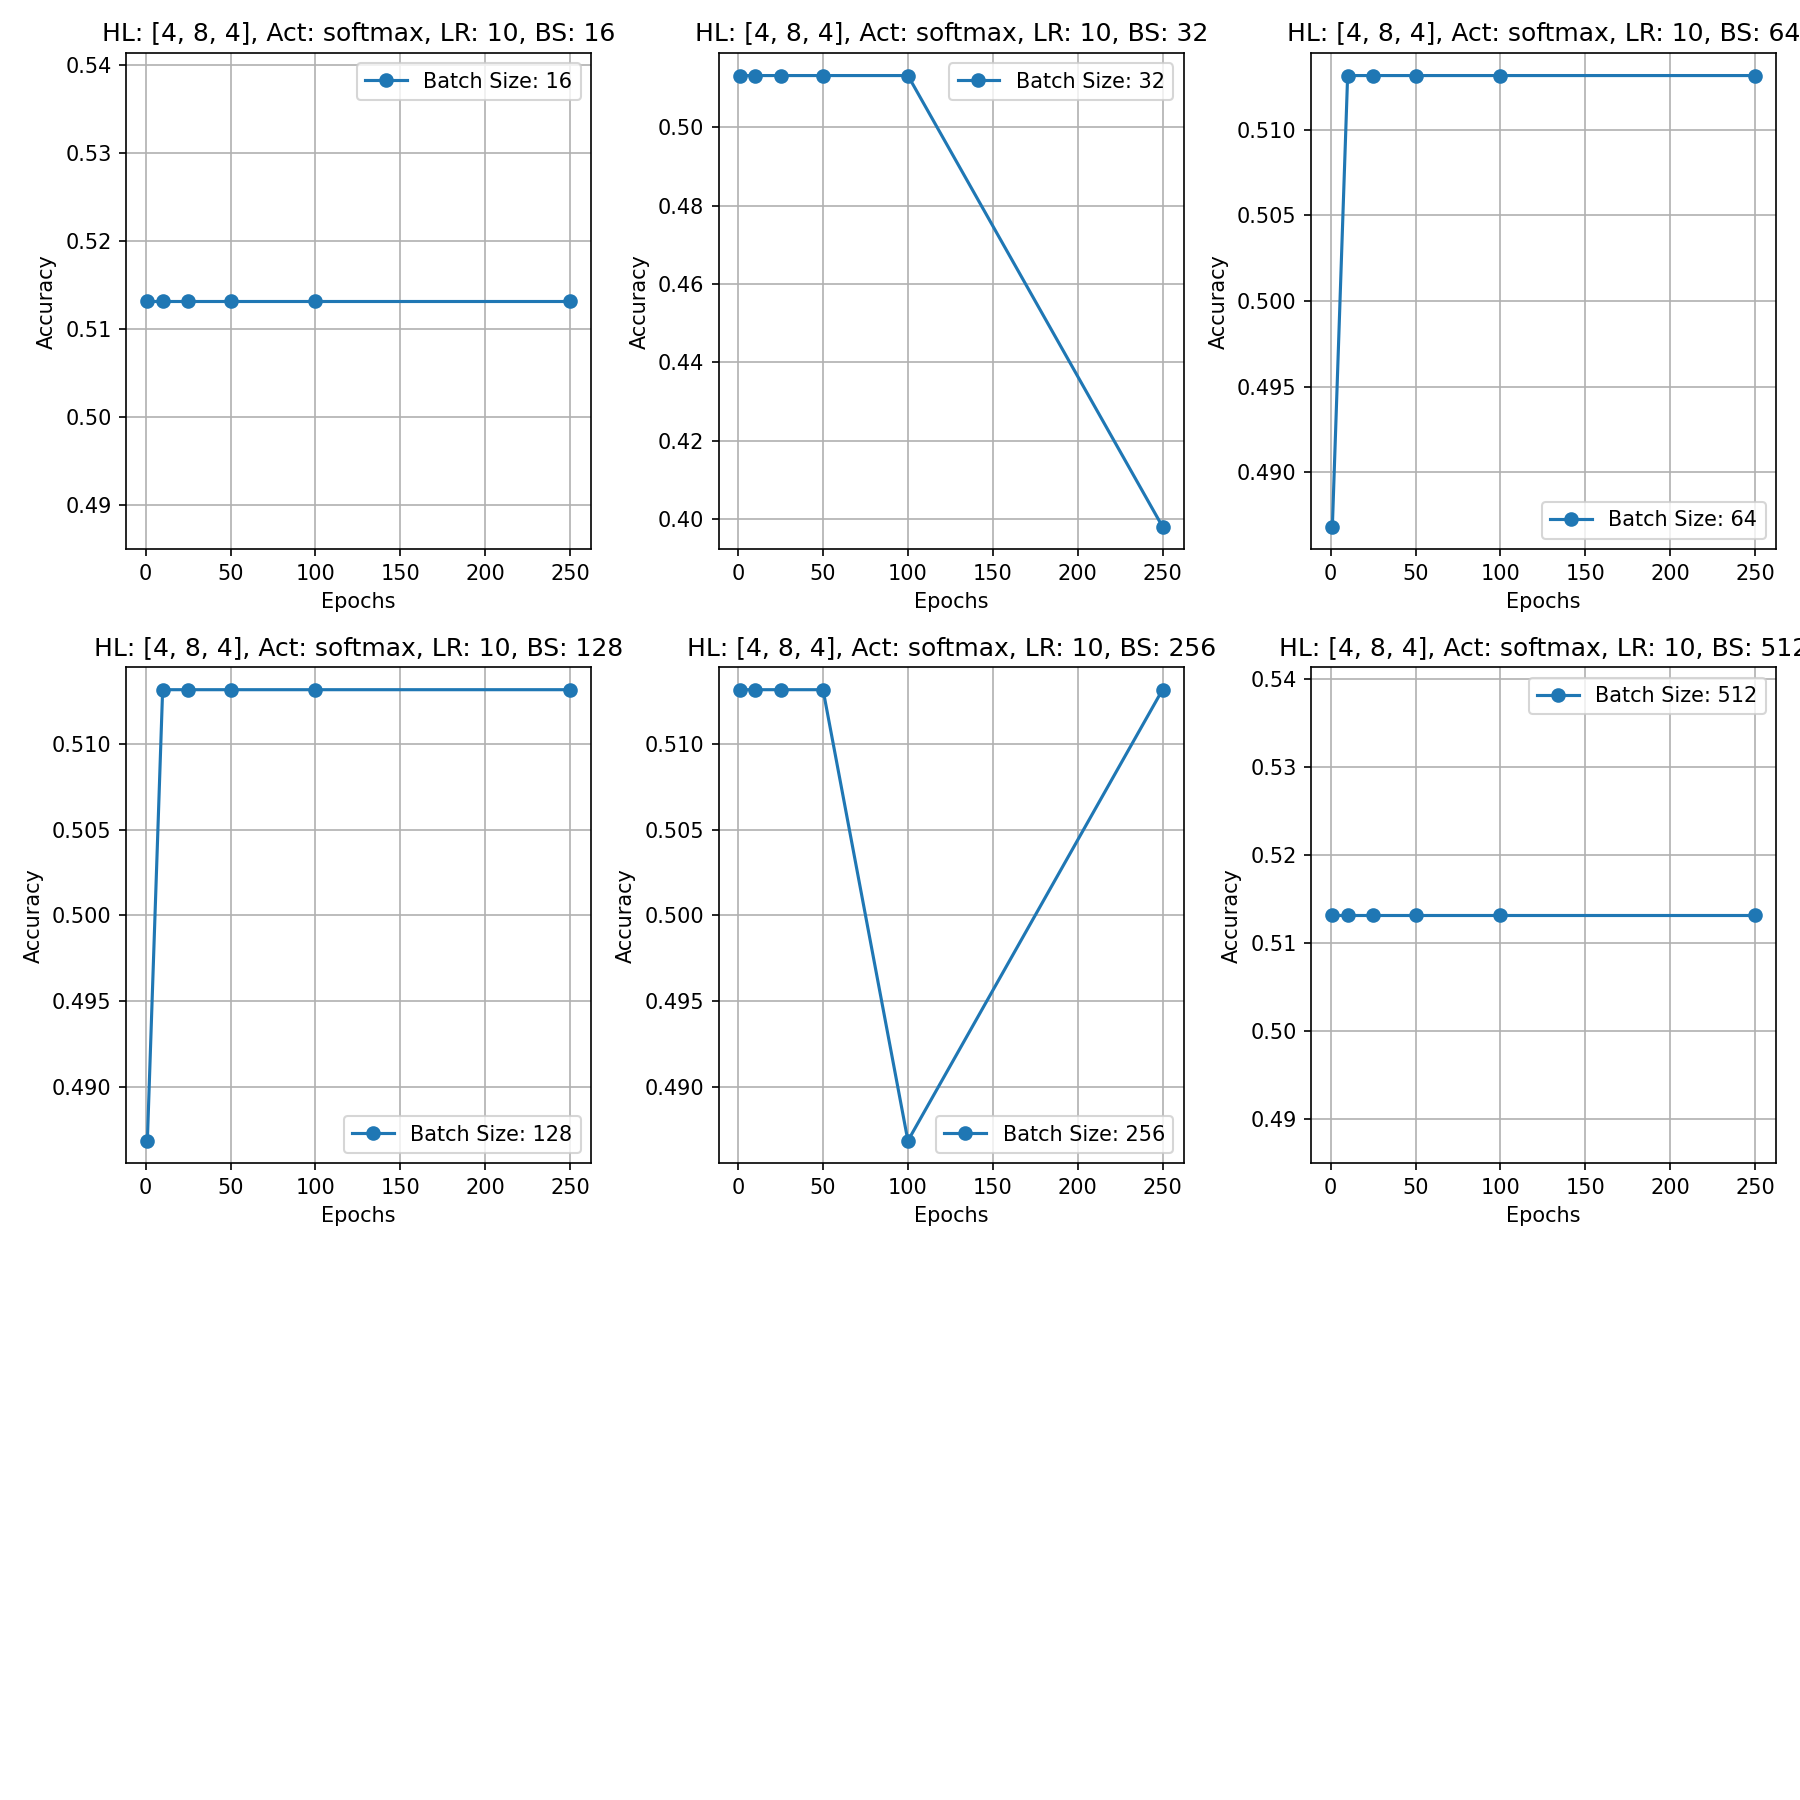 HL: [4, 8, 4], Act: softmax, LR: 10, BS: 16
Batch Size: 16
0.54
0.53
0.52
0.51
0.50
0.49
Accuracy
0 50 100 150 200 250
Epochs
HL: [4, 8, 4], Act: softmax, LR: 10, BS: 32
Batch Size: 32
0.50
0.48
0.46
0.44
0.42
0.40
Accuracy
0 50 100 150 200 250
Epochs
HL: [4, 8, 4], Act: softmax, LR: 10, BS: 64
0.510
0.505
0.500
0.495
0.490
Accuracy
Batch Size: 64
0 50 100 150 200 250
Epochs
HL: [4, 8, 4], Act: softmax, LR: 10, BS: 128
0.510
0.505
0.500
0.495
0.490
Accuracy
Batch Size: 128
0 50 100 150 200 250
Epochs
HL: [4, 8, 4], Act: softmax, LR: 10, BS: 256
0.510
0.505
0.500
0.495
0.490
Accuracy
Batch Size: 256
0 50 100 150 200 250
Epochs
HL: [4, 8, 4], Act: softmax, LR: 10, BS: 512
Batch Size: 512
0.54
0.53
0.52
0.51
0.50
0.49
Accuracy
0 50 100 150 200 250
Epochs